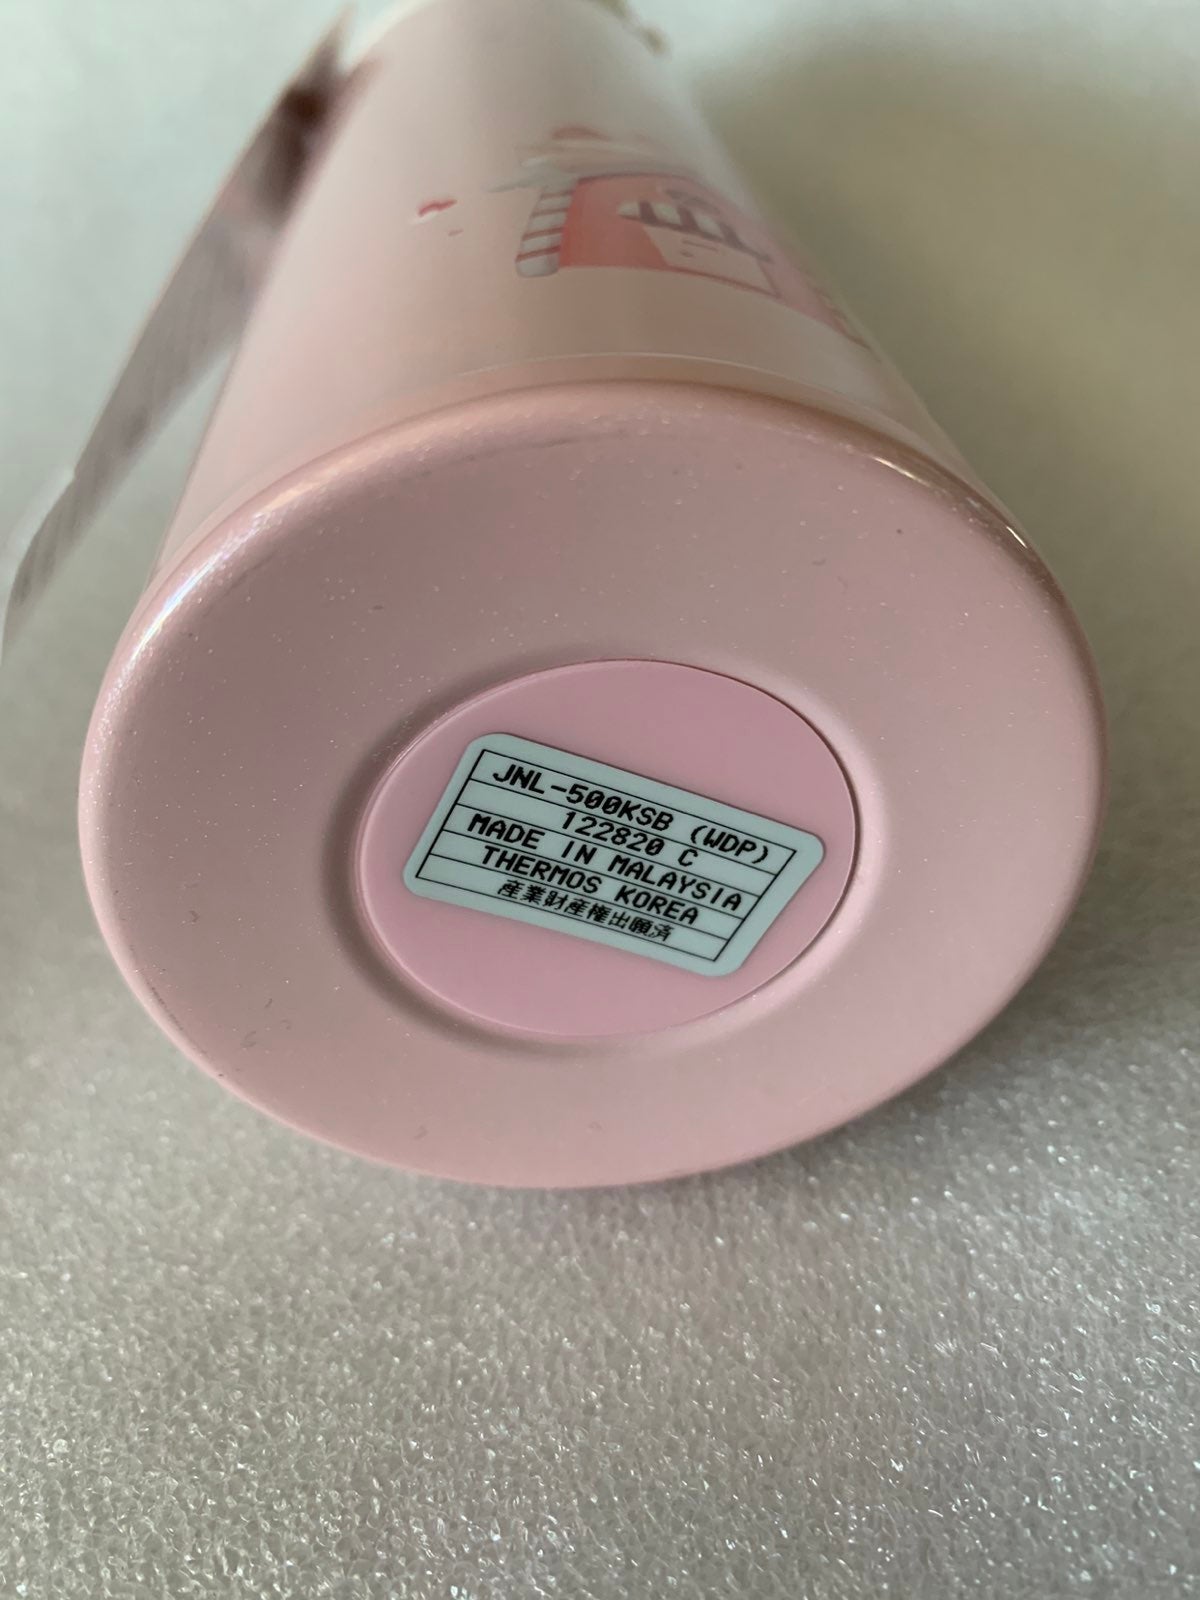 JNL-500KSB (WDP)
122820 C
MADE IN MALAYSIA
THERMOS KOREA
産業財産権出願済